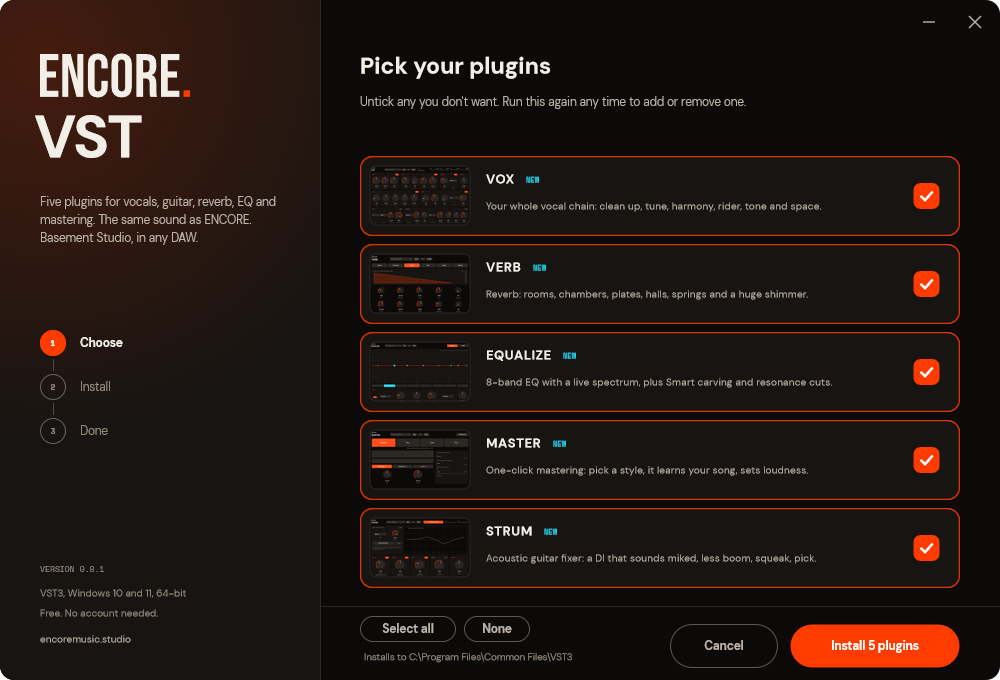 ENCORE.
VST
Five plugins for vocals, guitar, reverb, EQ and
mastering. The same sound as ENCORE.
Basement Studio, in any DAW.
1 Choose
2 Install
3 Done
VERSION 0.8.1
VST3, Windows 10 and 11, 64-bit
Free. No account needed.
encoremusic.studio
Pick your plugins
Untick any you don't want. Run this again any time to add or remove one.
VOX NEW
Your whole vocal chain: clean up, tune, harmony, rider, tone and space.
VERB NEW
Reverb: rooms, chambers, plates, halls, springs and a huge shimmer.
EQUALIZE NEW
8-band EQ with a live spectrum, plus Smart carving and resonance cuts.
MASTER NEW
One-click mastering: pick a style, it learns your song, sets loudness.
STRUM NEW
Acoustic guitar fixer: a DI that sounds miked, less boom, squeak, pick.
Select all None
Installs to C:\Program Files\Common Files\VST3
Cancel Install 5 plugins